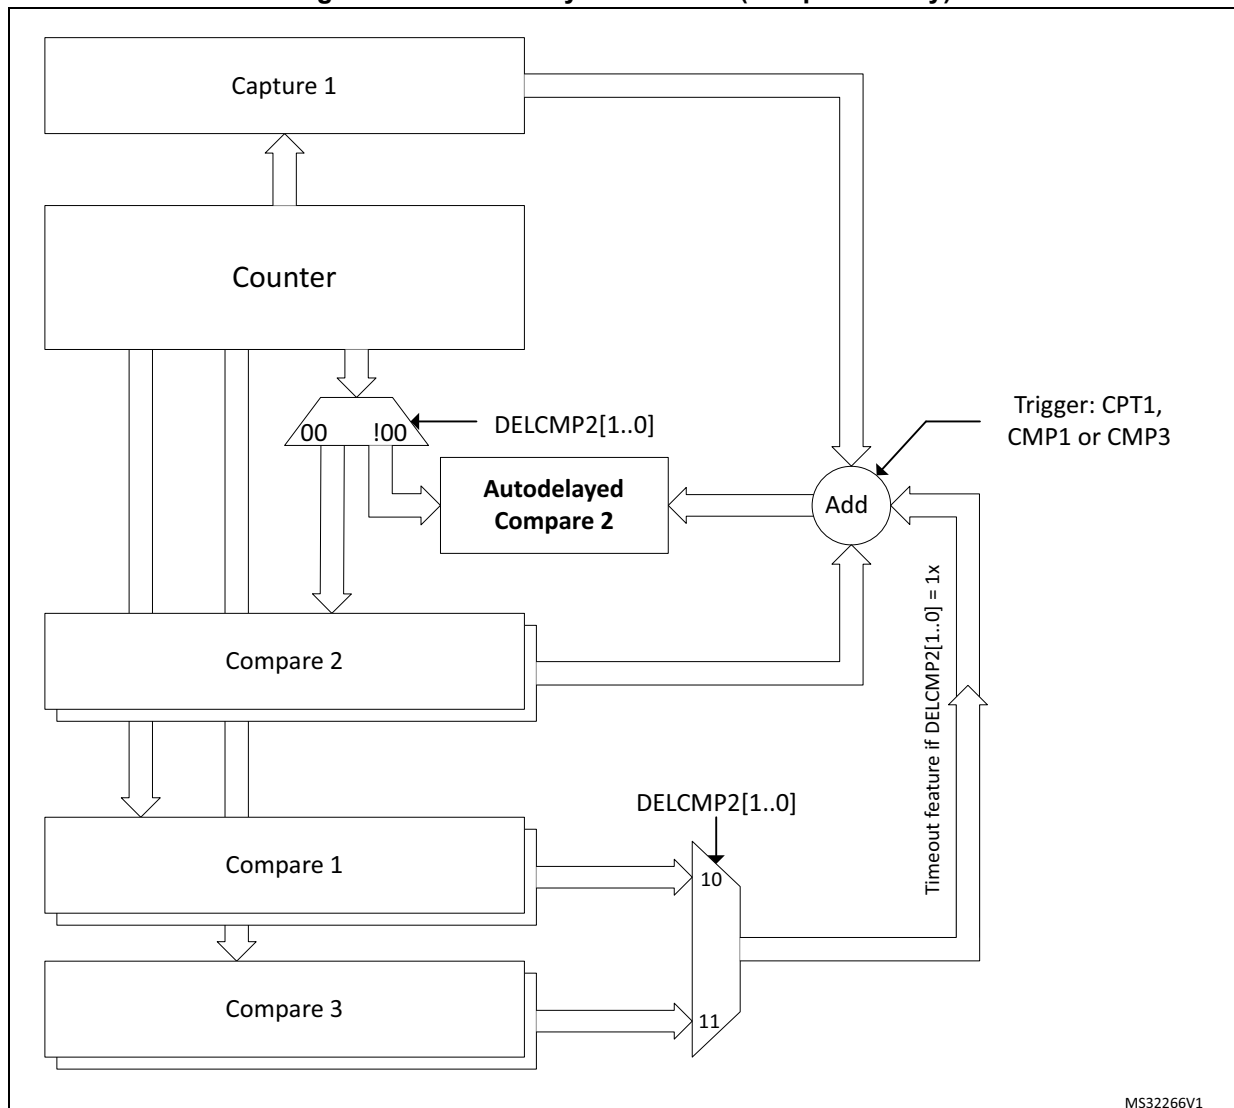 Capture 1
Counter
00 !00
DELCMP2[1..0]
Trigger: CPT1,
CMP1 or CMP3
Autodelayed
Compare 2
Add
Compare 2
Timeout feature if DELCMP2[1..0] = 1x
DELCMP2[1..0]
Compare 1
10
Compare 3
11
MS32266V1